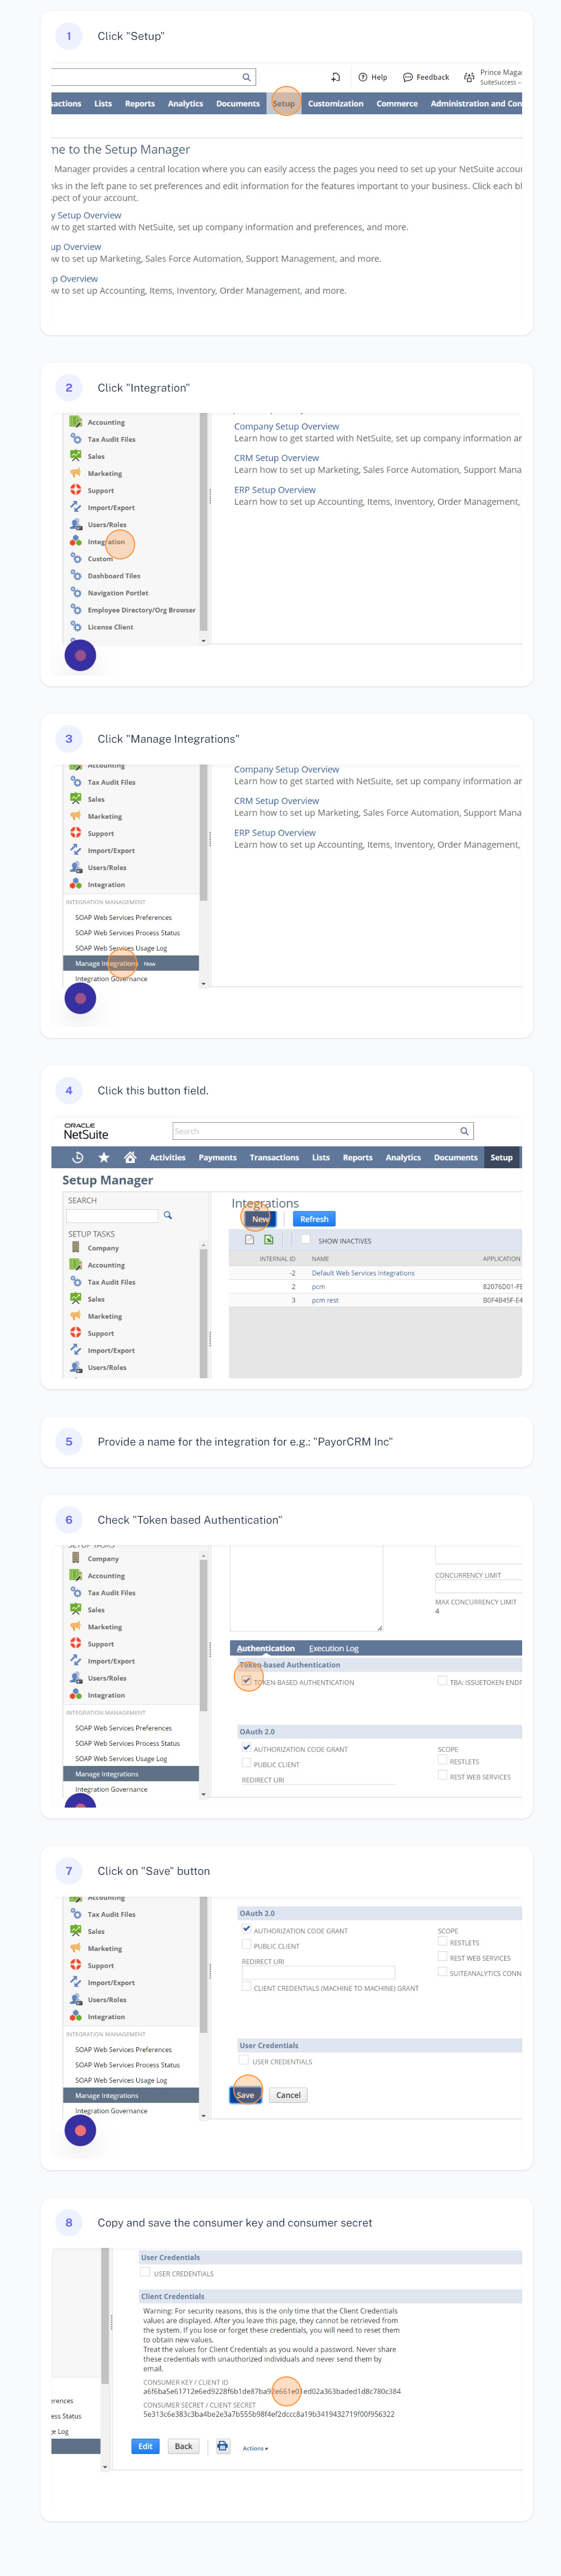 1 Click "Setup"
Help Feedback Prince Maga
SuiteSuccess -
actions Lists Reports Analytics Documents Setup Customization Commerce Administration and Con
me to the Setup Manager
Manager provides a central location where you can easily access the pages you need to set up your NetSuite accour
ks in the left pane to set preferences and edit information for the features important to your business. Click each bl
pect of your account.
y Setup Overview
w to get started with NetSuite, set up company information and preferences, and more.
up Overview
w to set up Marketing, Sales Force Automation, Support Management, and more.
p Overview
w to set up Accounting, Items, Inventory, Order Management, and more.
2 Click "Integration"
Accounting
Tax Audit Files
Sales
Marketing
Support
Import/Export
Users/Roles
Integration
Custom
Dashboard Tiles
Navigation Portlet
Employee Directory/Org Browser
License Client
Company Setup Overview
Learn how to get started with NetSuite, set up company information ar
CRM Setup Overview
Learn how to set up Marketing, Sales Force Automation, Support Mana
ERP Setup Overview
Learn how to set up Accounting, Items, Inventory, Order Management,
3 Click "Manage Integrations"
Accounting
Tax Audit Files
Sales
Marketing
Support
Import/Export
Users/Roles
Integration
INTEGRATION MANAGEMENT
SOAP Web Services Preferences
SOAP Web Services Process Status
SOAP Web Services Usage Log
Manage Integrations New
Integration Governance
Company Setup Overview
Learn how to get started with NetSuite, set up company information ar
CRM Setup Overview
Learn how to set up Marketing, Sales Force Automation, Support Mana
ERP Setup Overview
Learn how to set up Accounting, Items, Inventory, Order Management,
4 Click this button field.
ORACLE
NetSuite
Search
Activities Payments Transactions Lists Reports Analytics Documents Setup
Setup Manager
SEARCH
SETUP TASKS
Company
Accounting
Tax Audit Files
Sales
Marketing
Support
Import/Export
Users/Roles
Integrations
New Refresh
SHOW INACTIVES
INTERNAL ID NAME APPLICATION
-2 Default Web Services Integrations
2 pcm 82076D01-FE
3 pcm rest B0F4B45F-E4
5 Provide a name for the integration for e.g.: "PayorCRM Inc"
6 Check "Token based Authentication"
SETUP TASKS
Company
Accounting
Tax Audit Files
Sales
Marketing
Support
Import/Export
Users/Roles
Integration
INTEGRATION MANAGEMENT
SOAP Web Services Preferences
SOAP Web Services Process Status
SOAP Web Services Usage Log
Manage Integrations
Integration Governance
CONCURRENCY LIMIT
MAX CONCURRENCY LIMIT
4
Authentication Execution Log
Token-based Authentication
TOKEN-BASED AUTHENTICATION TBA: ISSUETOKEN ENDP
OAuth 2.0
AUTHORIZATION CODE GRANT
PUBLIC CLIENT
REDIRECT URI
SCOPE
RESTLETS
REST WEB SERVICES
7 Click on "Save" button
Accounting
Tax Audit Files
Sales
Marketing
Support
Import/Export
Users/Roles
Integration
INTEGRATION MANAGEMENT
SOAP Web Services Preferences
SOAP Web Services Process Status
SOAP Web Services Usage Log
Manage Integrations
Integration Governance
OAuth 2.0
AUTHORIZATION CODE GRANT
PUBLIC CLIENT
REDIRECT URI
CLIENT CREDENTIALS (MACHINE TO MACHINE) GRANT
SCOPE
RESTLETS
REST WEB SERVICES
SUITEANALYTICS CONN
User Credentials
USER CREDENTIALS
Save Cancel
8 Copy and save the consumer key and consumer secret
rences
ess Status
e Log
User Credentials
USER CREDENTIALS
Client Credentials
Warning: For security reasons, this is the only time that the Client Credentials
values are displayed. After you leave this page, they cannot be retrieved from
the system. If you lose or forget these credentials, you will need to reset them
to obtain new values.
Treat the values for Client Credentials as you would a password. Never share
these credentials with unauthorized individuals and never send them by
email.
CONSUMER KEY / CLIENT ID
CONSUMER SECRET / CLIENT SECRET
5e313c6e383c3ba4be2e3a7b555b98f4ef2dccc8a19b3419432719f00f956322
Edit Back Actions